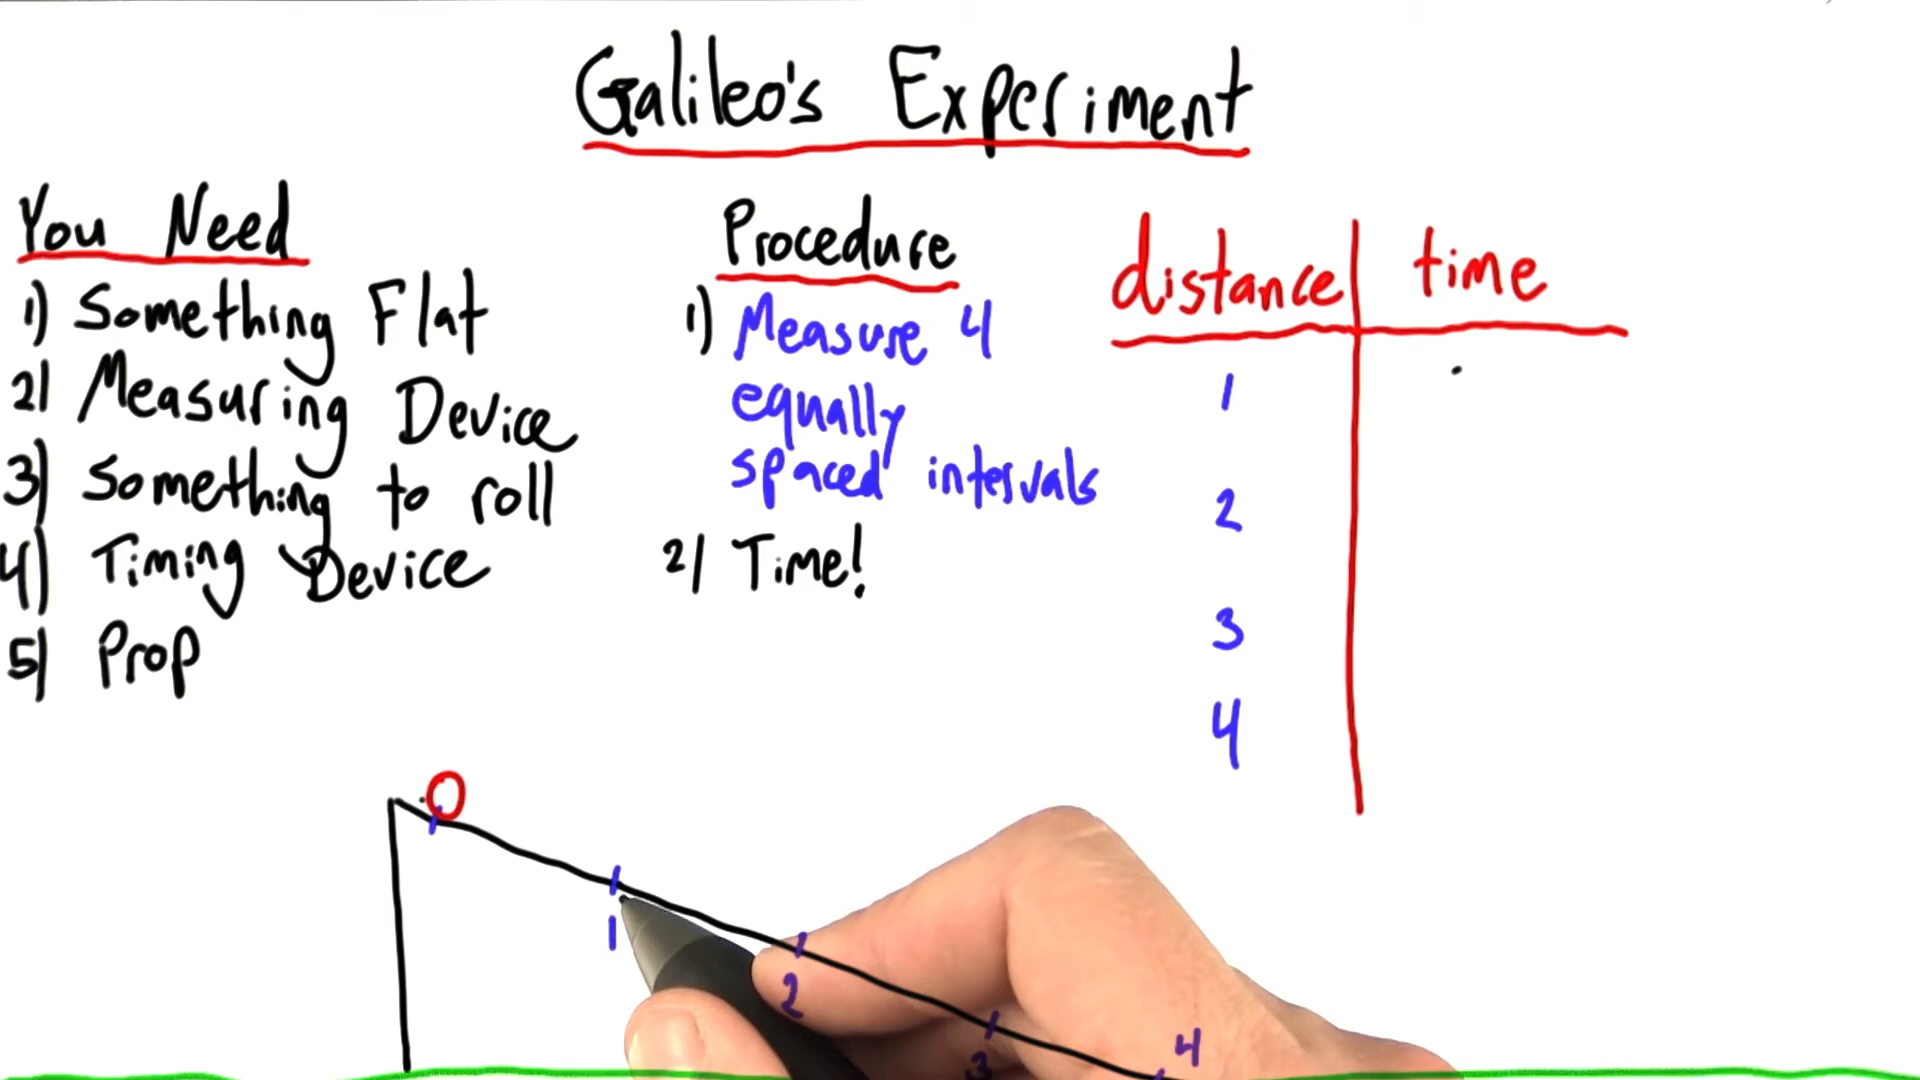 Galileo's Experiment
You Need
1) Something Flat
2) Measuring Device
3) Something to roll
4) Timing Device
5) Prop
Procedure
1) Measure 4
equally
spaced intervals
2) Time!
distance time
1
2
3
4
1
2
3
4